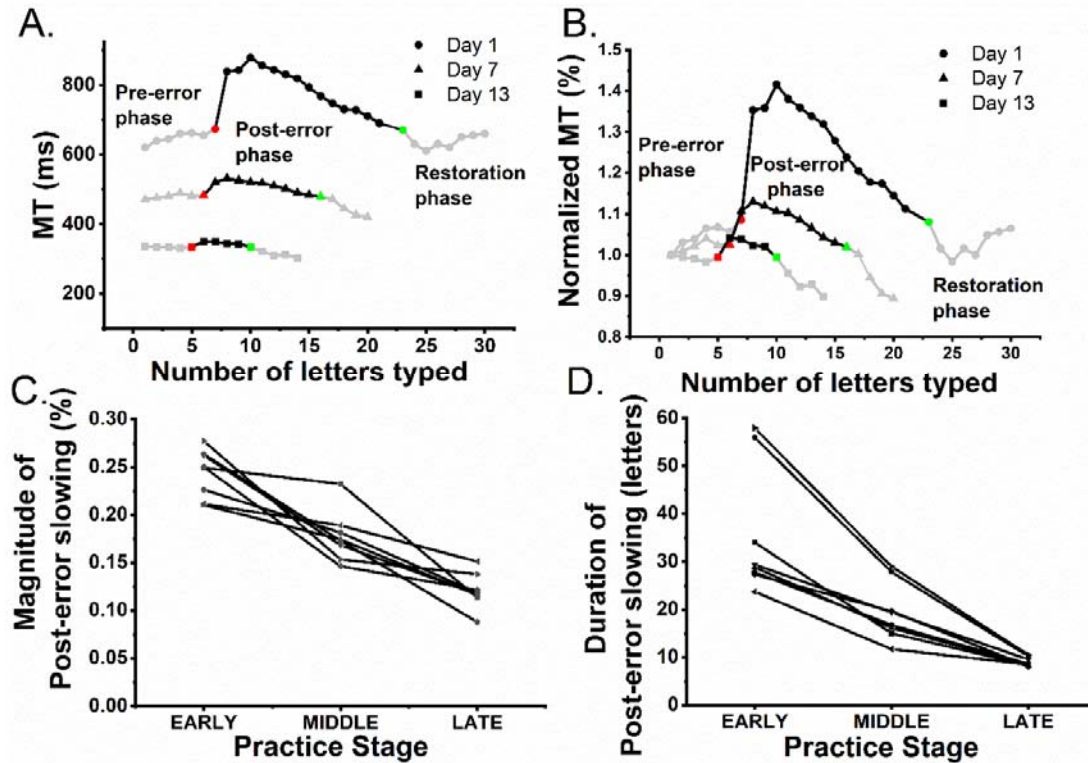 A.
Day 1
Day 7
Day 13
Pre-error
phase
Post-error
phase
Restoration
phase
800
600
400
200
MT (ms)
0 5 10 15 20 25 30
Number of letters typed
B.
Day 1
Day 7
Day 13
Pre-error
phase
Post-error
phase
Restoration
phase
1.5
1.4
1.3
1.2
1.1
1.0
0.9
0.8
Normalized MT (%)
0 5 10 15 20 25 30
Number of letters typed
C.
0.30
0.25
0.20
0.15
0.10
0.05
0.00
Magnitude of
Post-error slowing (%)
EARLY MIDDLE LATE
Practice Stage
D.
60
50
40
30
20
10
0
Duration of
Post-error slowing (letters)
EARLY MIDDLE LATE
Practice Stage